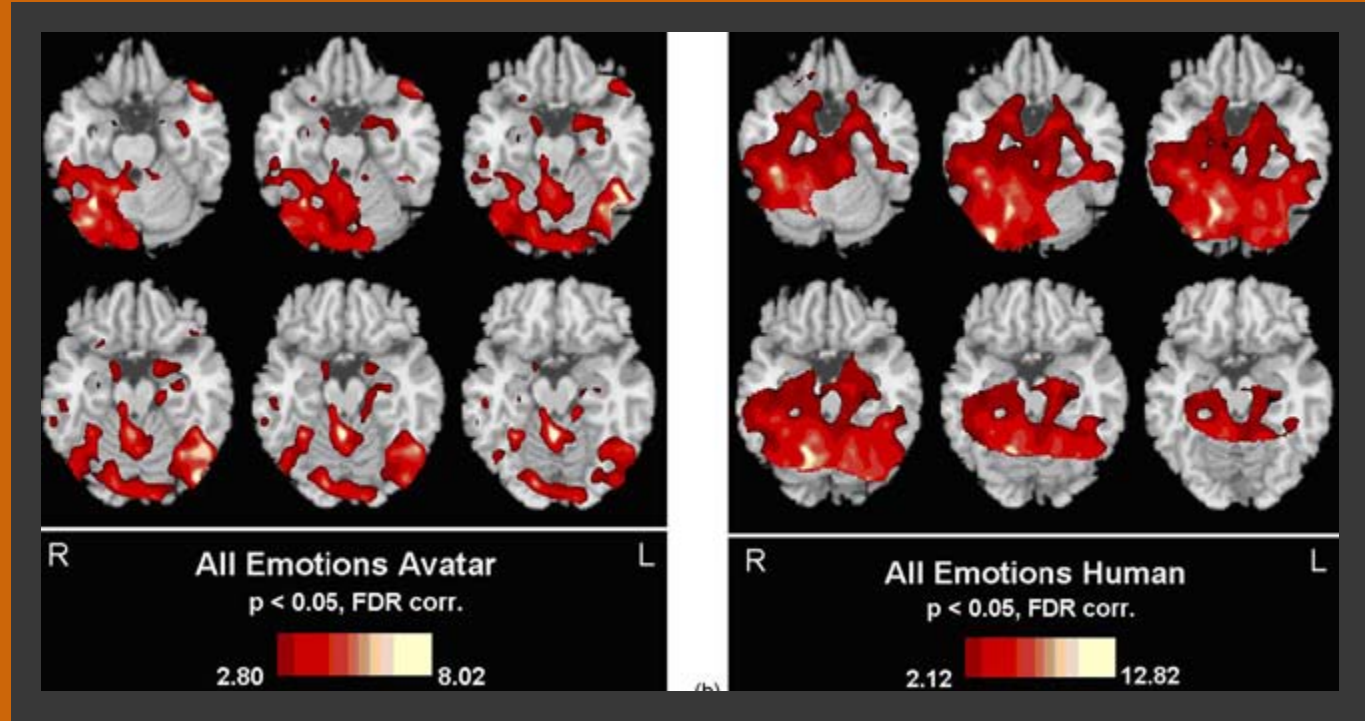 R
L
All Emotions Avatar
p < 0.05, FDR corr.
2.80
8.02
(b)
R
L
All Emotions Human
p < 0.05, FDR corr.
2.12
12.82